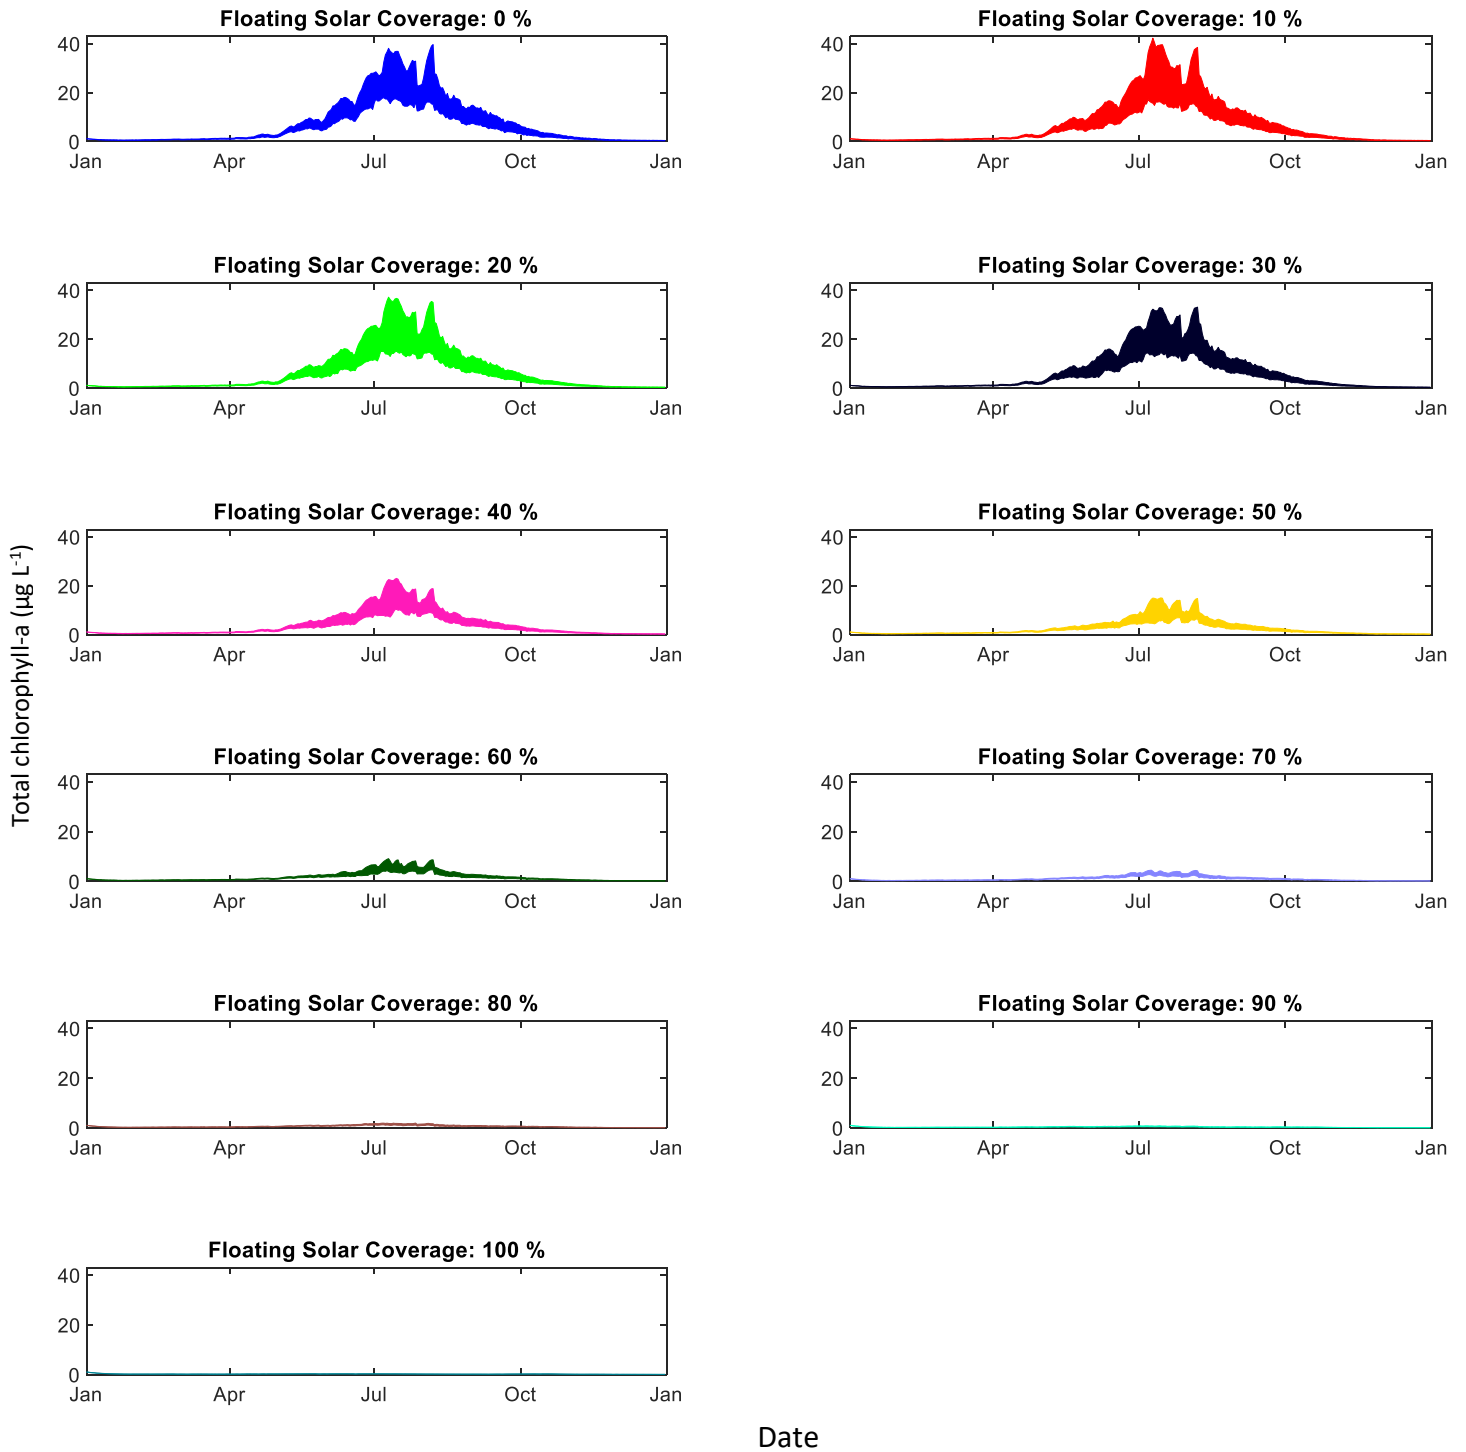 Floating Solar Coverage: 0 %
40
20
0
Jan Apr Jul Oct Jan
Floating Solar Coverage: 10 %
40
20
0
Jan Apr Jul Oct Jan
Floating Solar Coverage: 20 %
40
20
0
Jan Apr Jul Oct Jan
Floating Solar Coverage: 30 %
40
20
0
Jan Apr Jul Oct Jan
Floating Solar Coverage: 40 %
40
20
0
Jan Apr Jul Oct Jan
Floating Solar Coverage: 50 %
40
20
0
Jan Apr Jul Oct Jan
Total chlorophyll-a (µg L⁻¹)
Floating Solar Coverage: 60 %
40
20
0
Jan Apr Jul Oct Jan
Floating Solar Coverage: 70 %
40
20
0
Jan Apr Jul Oct Jan
Floating Solar Coverage: 80 %
40
20
0
Jan Apr Jul Oct Jan
Floating Solar Coverage: 90 %
40
20
0
Jan Apr Jul Oct Jan
Floating Solar Coverage: 100 %
40
20
0
Jan Apr Jul Oct Jan
Date